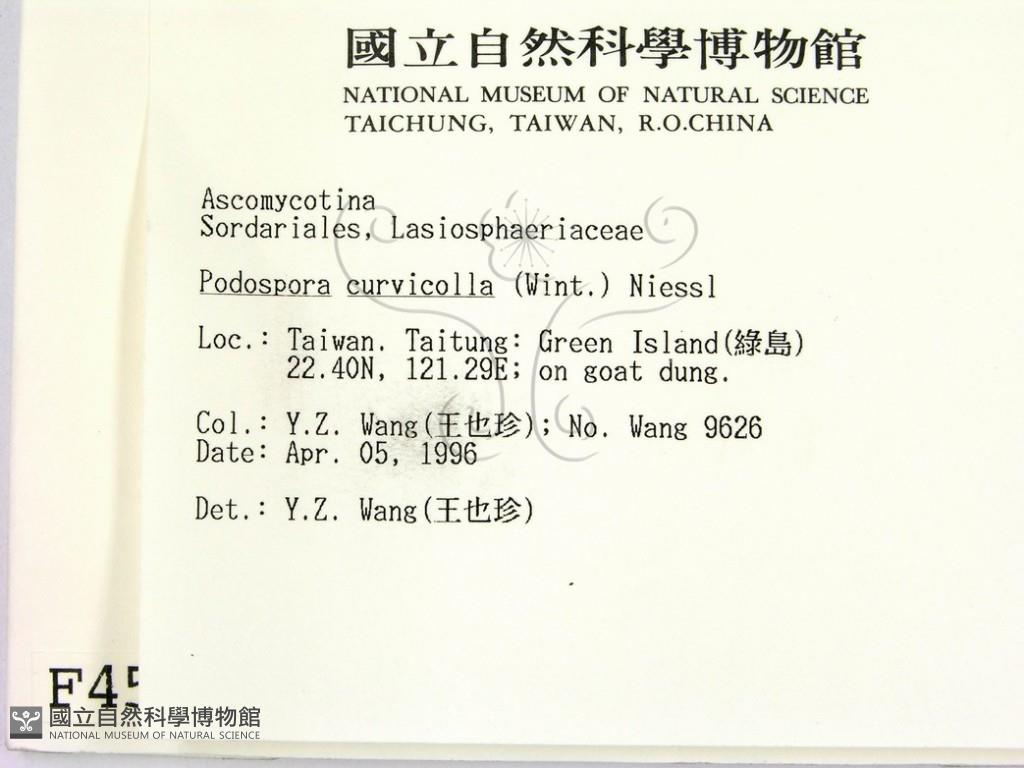 國立自然科學博物館
NATIONAL MUSEUM OF NATURAL SCIENCE
TAICHUNG, TAIWAN, R.O.CHINA
Ascomycotina
Sordariales, Lasiosphaeriaceae
Podospora curvicolla (Wint.) Niessl
Loc.: Taiwan. Taitung: Green Island(綠島)
22.40N, 121.29E; on goat dung.
Col.: Y.Z. Wang(王也珍); No. Wang 9626
Date: Apr. 05, 1996
Det.: Y.Z. Wang(王也珍)
國立自然科學博物館
NATIONAL MUSEUM OF NATURAL SCIENCE